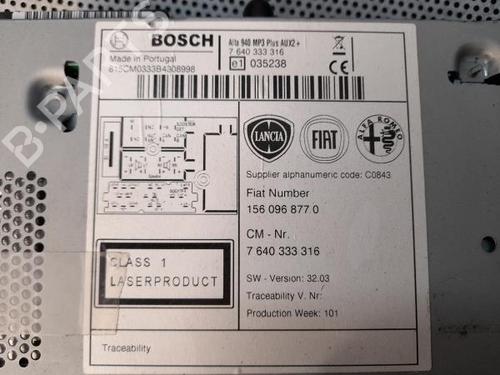 BOSCH
Alfa 940 MP3 Plus AUX2+
7 640 333 316
Made in Portugal
815CM0333B4308998
e1 035238
CE
LANCIA
FIAT
ALFA ROMEO
Supplier alphanumeric code: C0843
Fiat Number
156 096 877 0
CM - Nr.
7 640 333 316
CLASS 1
LASERPRODUCT
SW - Version: 32.03
Traceability V. Nr:
Production Week: 101
Traceability
B-PARTS